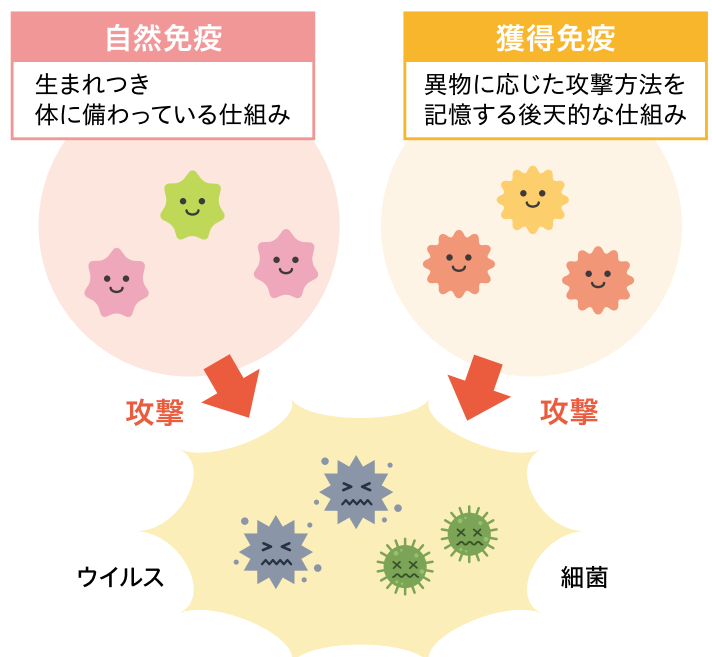 自然免疫
生まれつき
体に備わっている仕組み
獲得免疫
異物に応じた攻撃方法を
記憶する後天的な仕組み
攻撃
攻撃
ウイルス
細菌